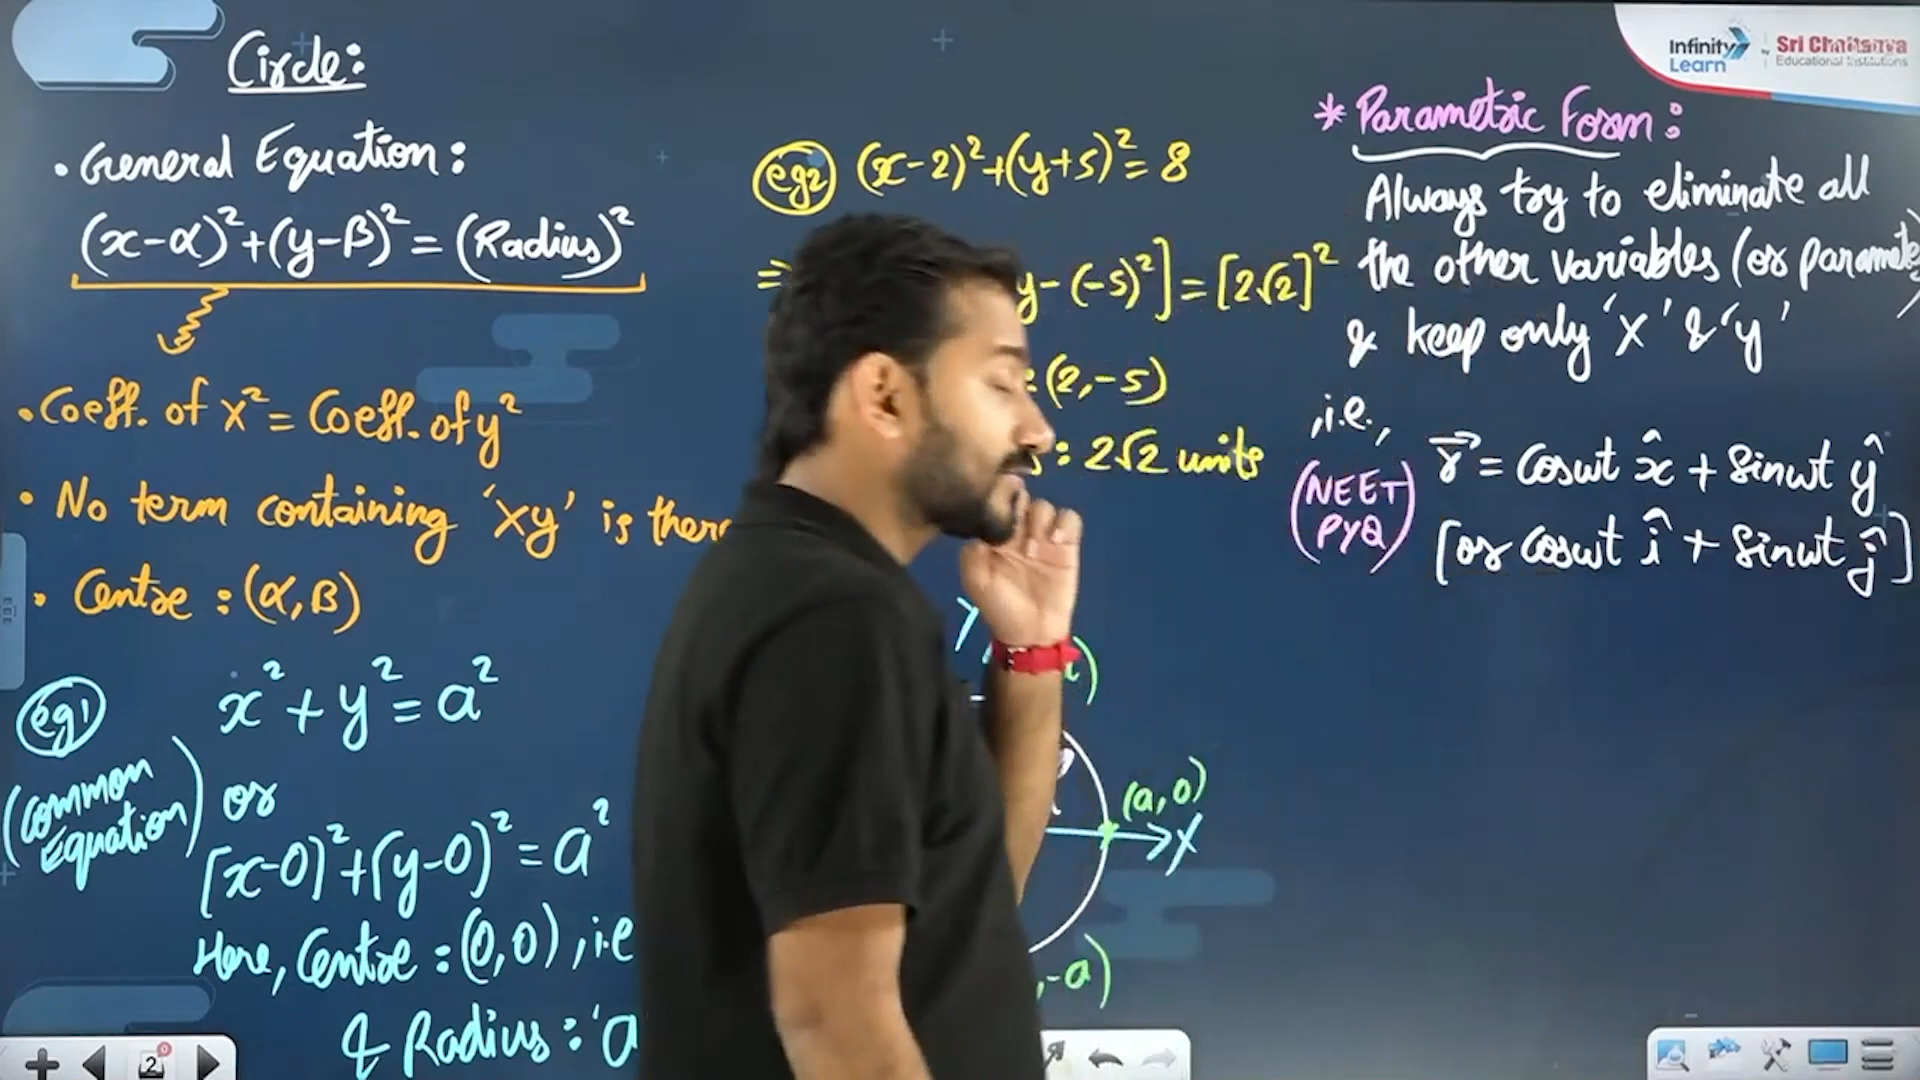 Circle:
• General Equation:
(x-α)²+(y-β)² = (Radius)²
• Coeff. of x² = Coeff. of y²
• No term containing 'xy' is there
• Centre : (α,β)
eg1
x² + y² = a²
(Common Equation)
or
[x-0]²+[y-0]² = a²
Here, Centre : (0,0), i.e
& Radius : 'a
eg2 (x-2)²+(y+5)² = 8
⇒ y-(-5)²] = [2√2]²
(2,-5)
: 2√2 units
Y
(a,0)
X
,-a)
* Parametric Form :
Always try to eliminate all
the other variables (or paramete
& keep only 'x' & 'y'
i.e.,
(NEET PYQ)
r⃗ = Cosωt x̂ + Sinωt ŷ
[or Cosωt î + Sinωt ĵ]
Infinity Learn
by
Sri Chaitanya
Educational Institutions
2
0